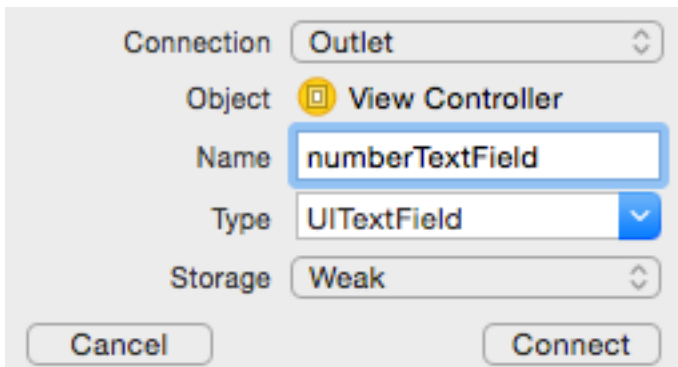 Connection Outlet
Object View Controller
Name numberTextField
Type UITextField
Storage Weak
Cancel Connect